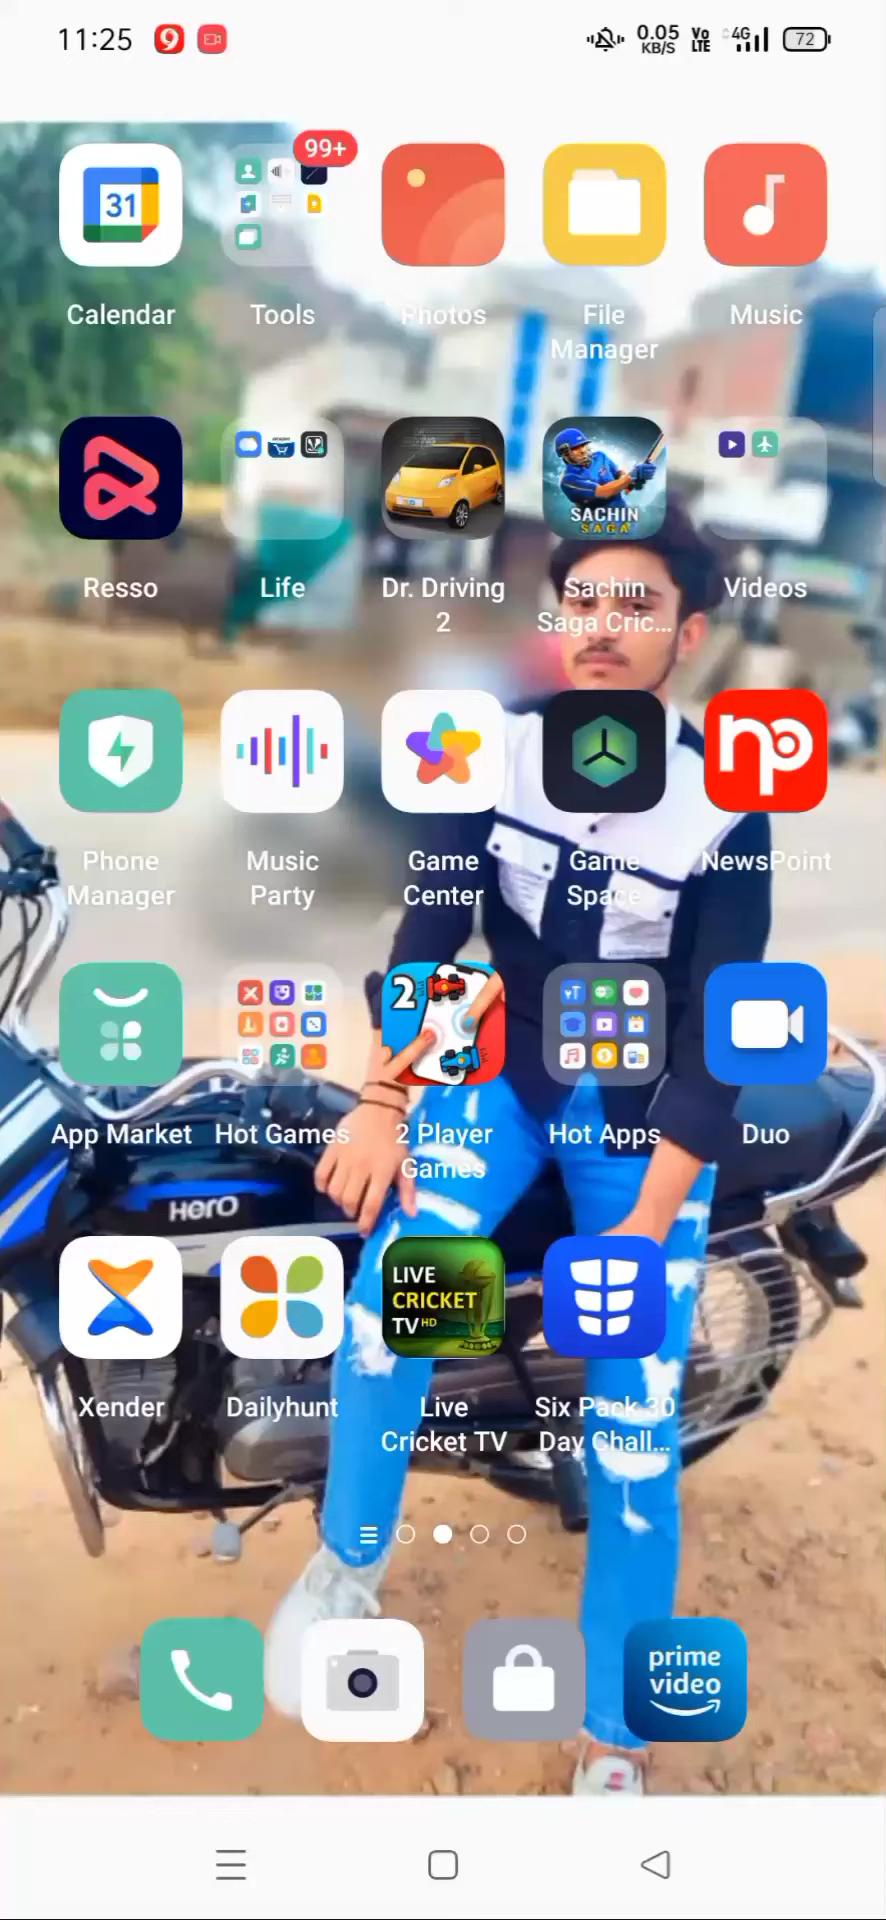 11:25
0.05
KB/S
Vo
LTE
4G
72
99+
31
Calendar
Tools
Photos
File
Manager
Music
SACHIN
SAGA
Resso
Life
Dr. Driving
2
Sachin
Saga Cric...
Videos
np
Phone
Manager
Music
Party
Game
Center
Game
Space
NewsPoint
2
App Market
Hot Games
2 Player
Games
Hot Apps
Duo
Hero
LIVE
CRICKET
TV HD
Xender
Dailyhunt
Live
Cricket TV
Six Pack 30
Day Chall...
prime
video